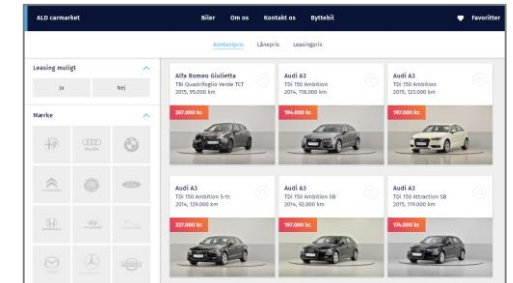 ALD carmarket
Biler Om os Kontakt os Byttebil
Favoritter
Kontantpris Lånepris Leasingpris
Leasing muligt
Ja Nej
Mærke
Alfa Romeo Giulietta
TBi Quadrifoglio Verde TCT
2015, 95.000 km
207.000 kr.
Audi A3
TDI 150 Ambition
2014, 118.000 km
194.000 kr.
Audi A3
TDI 150 Ambition
2015, 123.000 km
197.000 kr.
Audi A3
TDI 150 Ambition S-tr.
2014, 129.000 km
227.000 kr.
Audi A3
TDI 150 Ambition SB
2014, 92.000 km
197.000 kr.
Audi A3
TDI 150 Attraction SB
2015, 119.000 km
174.000 kr.